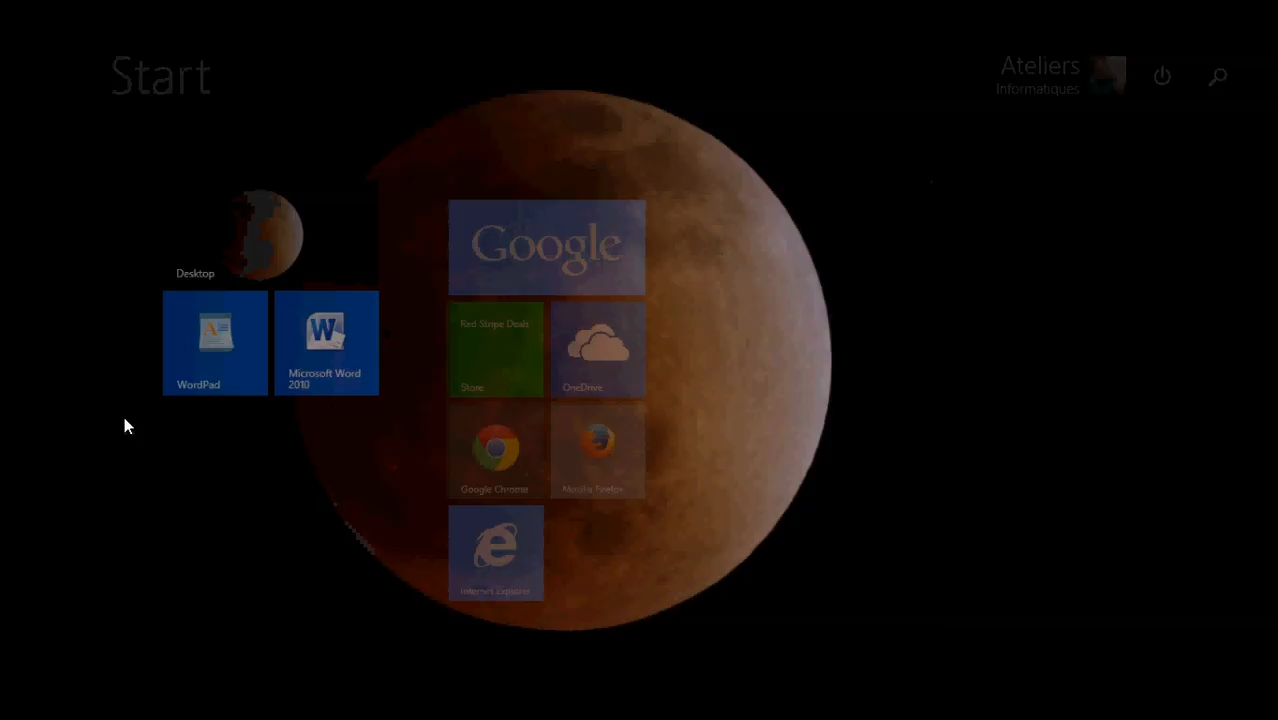 Start
Ateliers
Informatiques
Desktop
WordPad
Microsoft Word
2010
Google
Red Stripe Deals
Store
OneDrive
Google Chrome
Mozilla Firefox
Internet Explorer